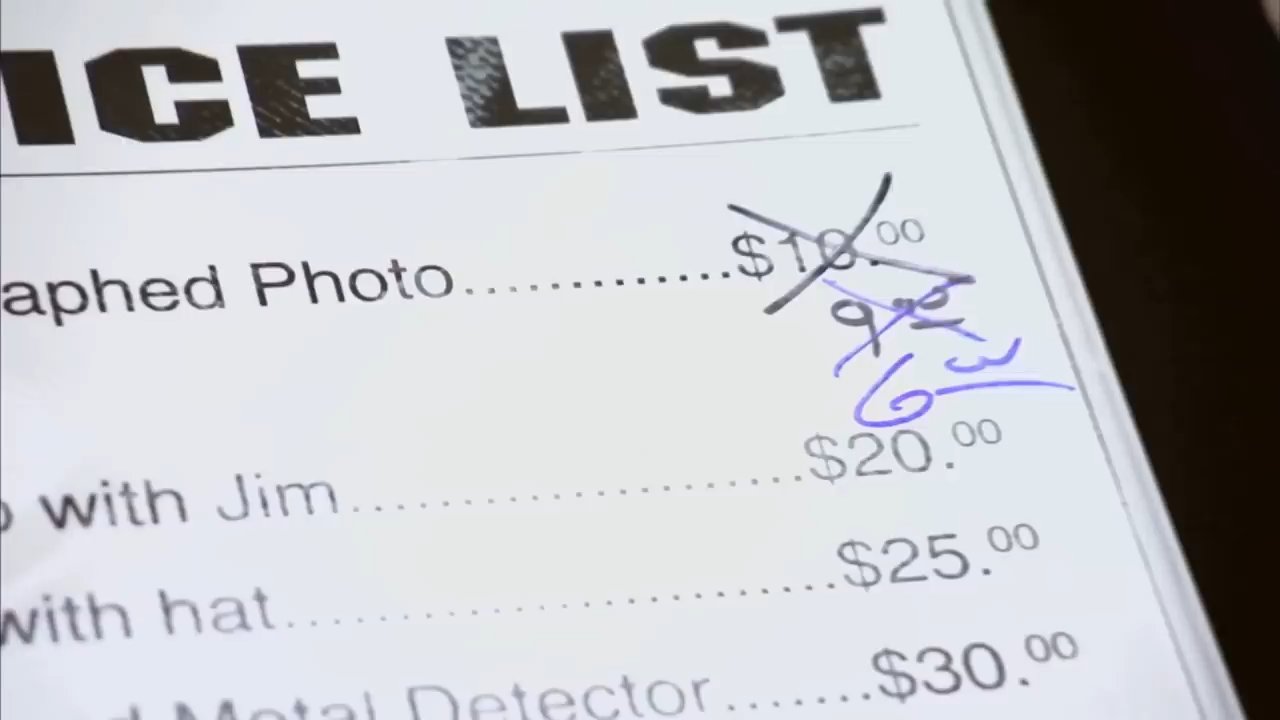 ICE LIST
aphed Photo...........$10.00
9
6
with Jim.....................$20.00
with hat..........................$25.00
Metal Detector.......$30.00